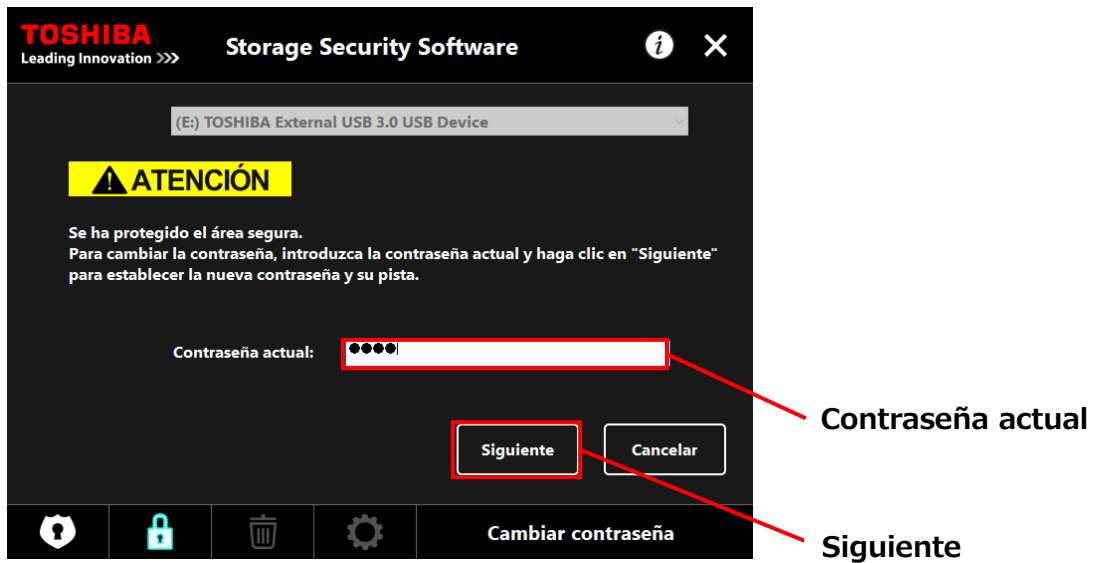 TOSHIBA
Leading Innovation >>>
Storage Security Software
(E:) TOSHIBA External USB 3.0 USB Device
ATENCIÓN
Se ha protegido el área segura.
Para cambiar la contraseña, introduzca la contraseña actual y haga clic en "Siguiente"
para establecer la nueva contraseña y su pista.
Contraseña actual: ●●●●
Contraseña actual
Siguiente
Cancelar
Cambiar contraseña
Siguiente